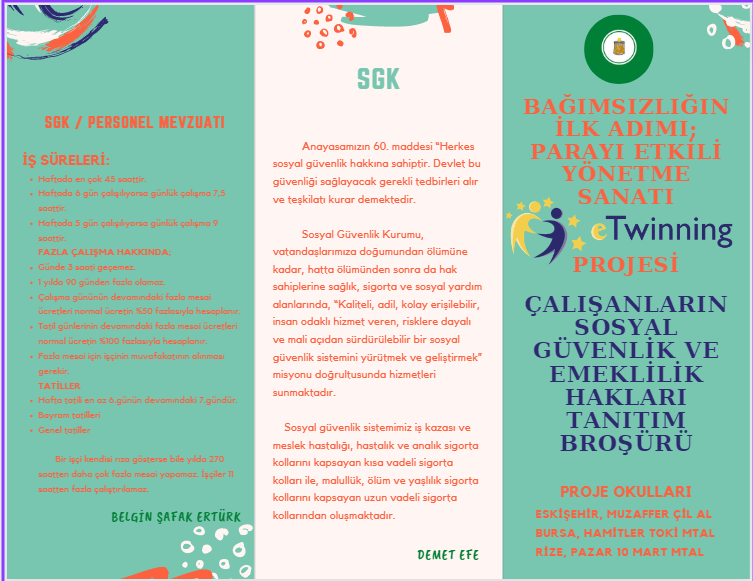 SGK / PERSONEL MEVZUATI
İŞ SÜRELERİ:
Haftada en çok 45 saattir.
Haftada 6 gün çalışılıyorsa günlük çalışma 7,5
saattir.
Haftada 5 gün çalışılıyorsa günlük çalışma 9
saattir.
FAZLA ÇALIŞMA HAKKINDA;
Günde 3 saati geçemez.
1 yılda 90 günden fazla olamaz.
Çalışma gününün devamındaki fazla mesai
ücretleri normal ücretin %50 fazlasıyla hesaplanır.
Tatil günlerinin devamındaki fazla mesai ücretleri
normal ücretin %100 fazlasıyla hesaplanır.
Fazla mesai için işçinin muvafakatının alınması
gerekir.
TATİLLER
Hafta tatili en az 6 günün devamındaki 7.gündür.
Bayram tatilleri
Genel tatiller
Bir işçi kendisi rıza gösterse bile yılda 270
saatten daha çok fazla mesai yapamaz. İşçiler 11
saatten fazla çalıştırılamaz.
BELGİN ŞAFAK ERTÜRK
SGK
Anayasamızın 60. maddesi "Herkes
sosyal güvenlik hakkına sahiptir. Devlet bu
güvenliği sağlayacak gerekli tedbirleri alır
ve teşkilatı kurar demektedir.
Sosyal Güvenlik Kurumu,
vatandaşlarımıza doğumundan ölümüne
kadar, hatta ölümünden sonra da hak
sahiplerine sağlık, sigorta ve sosyal yardım
alanlarında, "Kaliteli, adil, kolay erişilebilir,
insan odaklı hizmet veren, risklere dayalı
ve mali açıdan sürdürülebilir bir sosyal
güvenlik sistemini yürütmek ve geliştirmek"
misyonu doğrultusunda hizmetleri
sunmaktadır.
Sosyal güvenlik sistemimiz iş kazası ve
meslek hastalığı, hastalık ve analık sigorta
kollarını kapsayan kısa vadeli sigorta
kolları ile, malullük, ölüm ve yaşlılık sigorta
kollarını kapsayan uzun vadeli sigorta
kollarından oluşmaktadır.
DEMET EFE
BAĞIMSIZLIĞIN
İLK ADIMI;
PARAYI ETKİLİ
YÖNETME
SANATI
eTwinning
PROJESİ
ÇALIŞANLARIN
SOSYAL
GÜVENLİK VE
EMEKLİLİK
HAKLARI
TANITIM
BROŞÜRÜ
PROJE OKULLARI
ESKİŞEHİR, MUZAFFER ÇİL AL
BURSA, HAMİTLER TOKİ MTAL
RİZE, PAZAR 10 MART MTAL